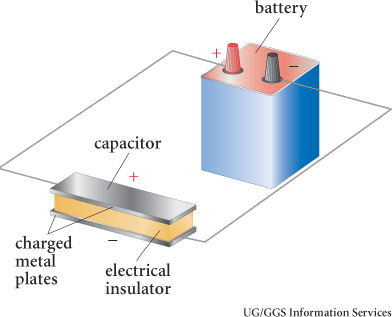 battery
+
−
capacitor
+
charged
metal
plates
−
electrical
insulator
UG/GGS Information Services